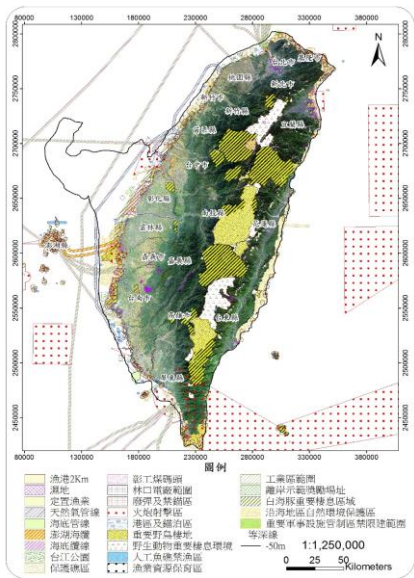 80000 130000 180000 230000 280000 330000 380000
N
2800000
2750000
2700000
2650000
2600000
2550000
2500000
2450000
基隆市
台北市
桃園縣
新北市
新竹市
新竹縣
宜蘭縣
苗栗縣
台中市
彰化縣
南投縣
花蓮縣
雲林縣
澎湖縣
嘉義市
嘉義縣
台南市
高雄市
台東縣
屏東縣
80000 130000 180000 230000 280000 330000 380000
圖例
漁港2Km
濕地
定置漁業
天然氣管線
海底管線
澎湖海纜
海底纜線
台江公園
保護礁區
彰工煤碼頭
林口電廠範圍
火炮射擊區
港區及錨泊區
重要野鳥棲地
野生動物重要棲息環境
人工魚礁禁漁區
漁業資源保育區
工業區範圍
離岸示範獎勵場址
白海豚重要棲息區域
沿海地區自然環境保護區
重要軍事設施管制區禁限建範圍
等深線
-50m
1:1,250,000
0 25 50
Kilometers